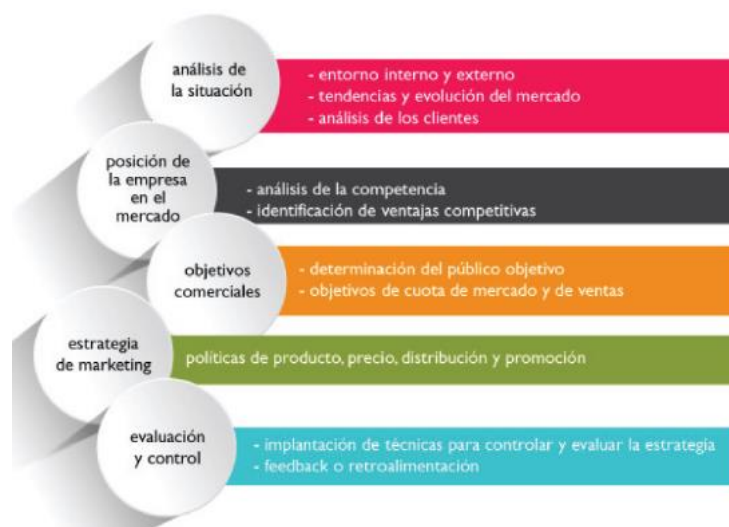 análisis de
la situación
- entorno interno y externo
- tendencias y evolución del mercado
- análisis de los clientes
posición de
la empresa
en el
mercado
- análisis de la competencia
- identificación de ventajas competitivas
objetivos
comerciales
- determinación del público objetivo
- objetivos de cuota de mercado y de ventas
estrategia
de marketing
políticas de producto, precio, distribución y promoción
evaluación
y control
- implantación de técnicas para controlar y evaluar la estrategia
- feedback o retroalimentación